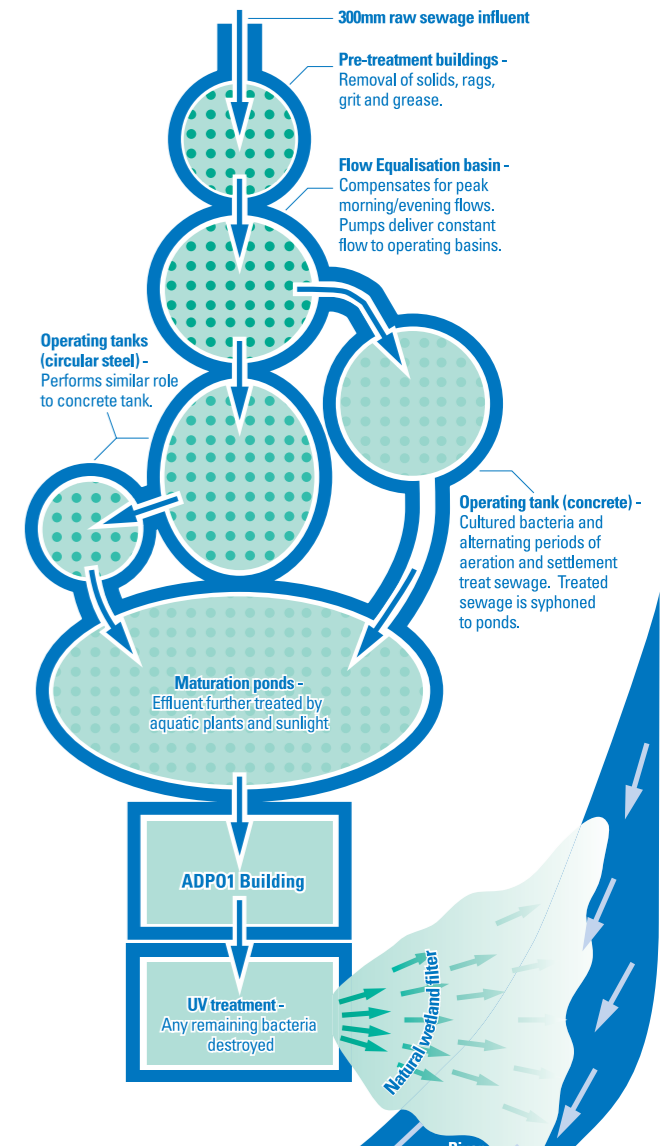 300mm raw sewage influent
Pre-treatment buildings -
Removal of solids, rags,
grit and grease.
Flow Equalisation basin -
Compensates for peak
morning/evening flows.
Pumps deliver constant
flow to operating basins.
Operating tanks
(circular steel) -
Performs similar role
to concrete tank.
Operating tank (concrete) -
Cultured bacteria and
alternating periods of
aeration and settlement
treat sewage. Treated
sewage is syphoned
to ponds.
Maturation ponds -
Effluent further treated by
aquatic plants and sunlight
ADPO1 Building
UV treatment -
Any remaining bacteria
destroyed
Natural wetland filter